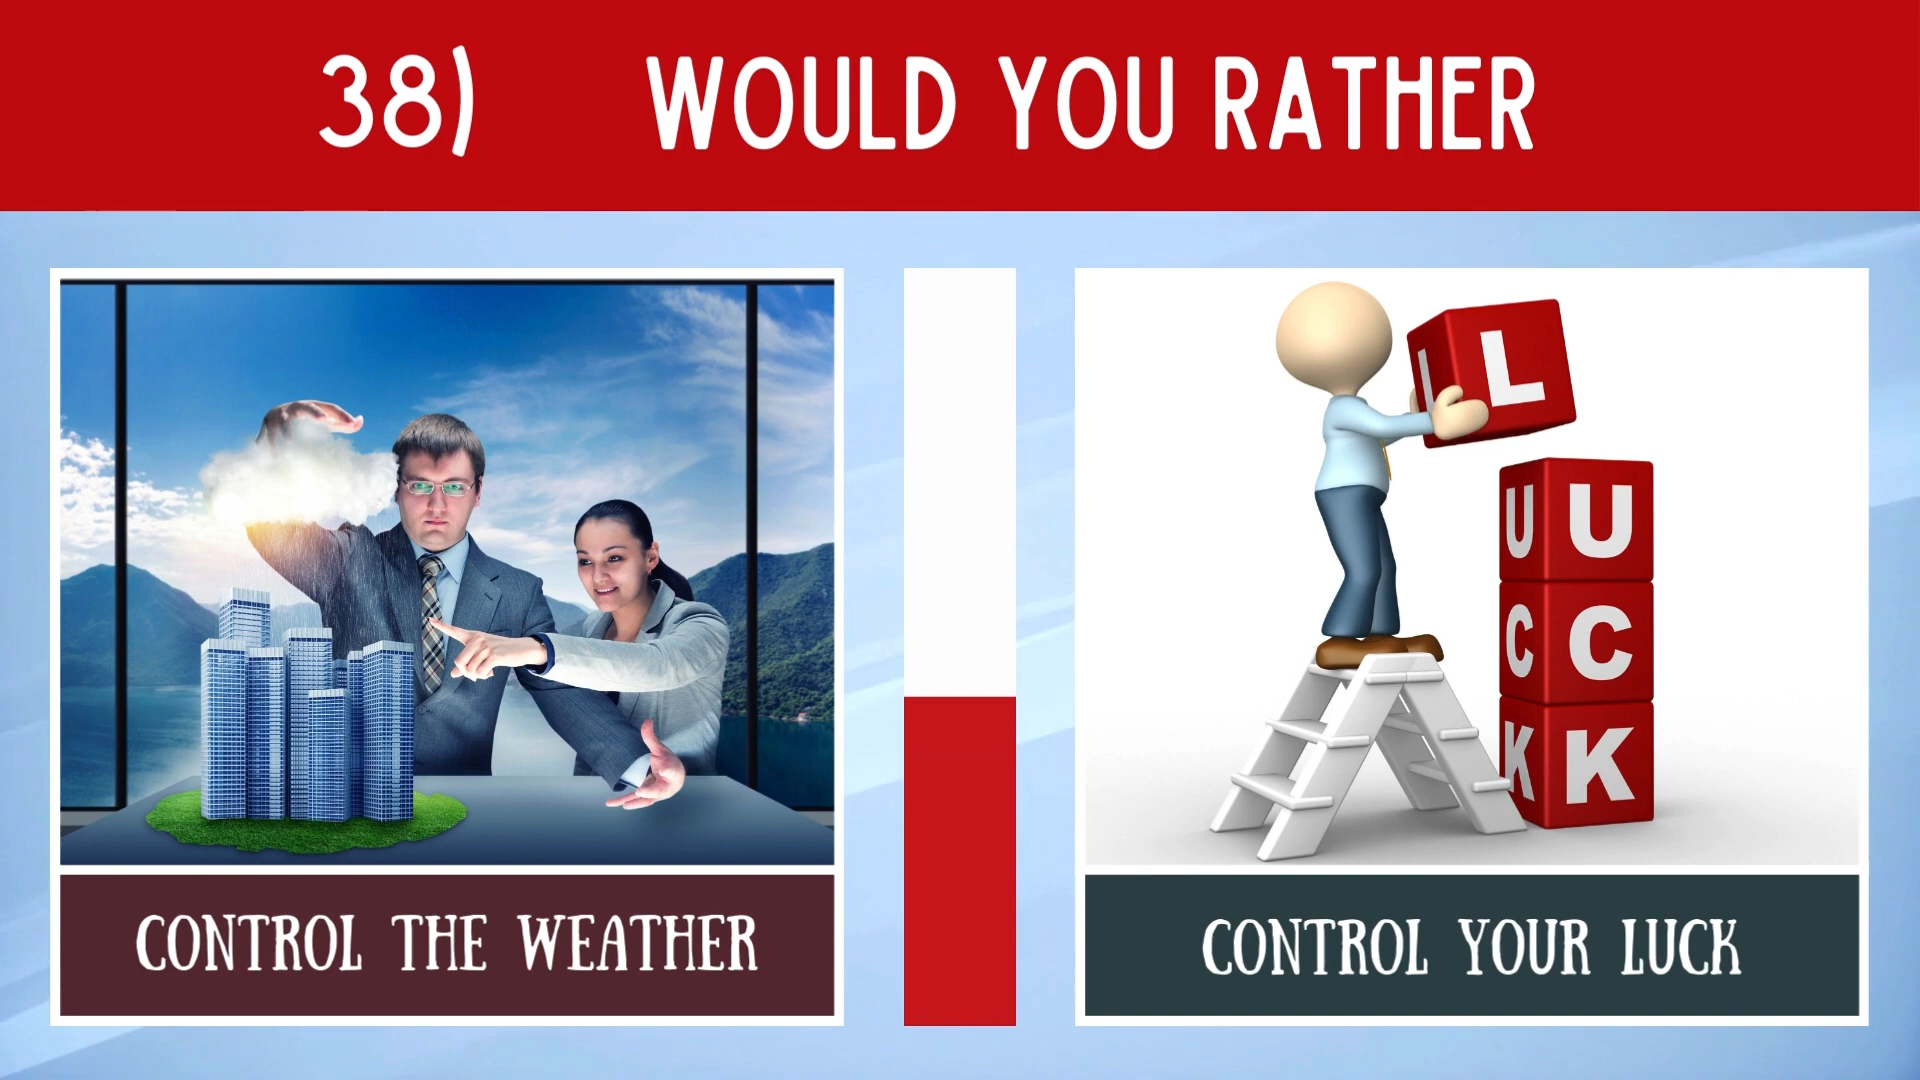 38) WOULD YOU RATHER
L L
U U
C C
K K
CONTROL THE WEATHER
CONTROL YOUR LUCK